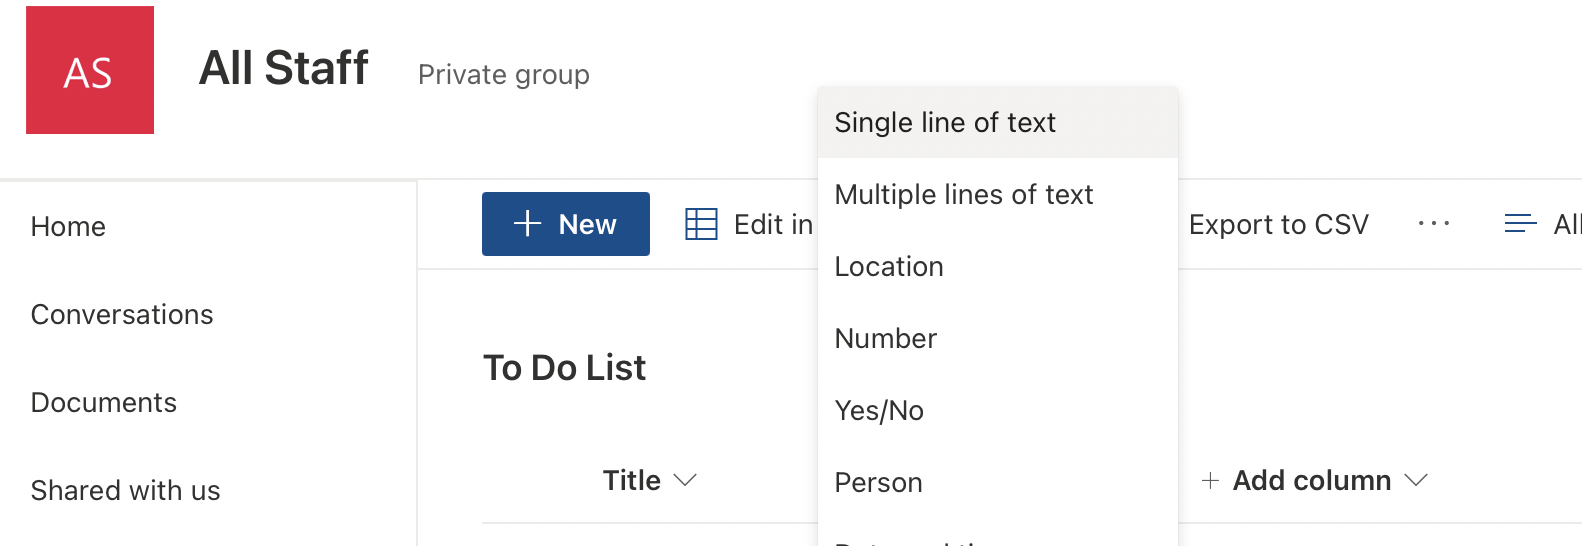 AS
All Staff
Private group
Single line of text
Multiple lines of text
Location
Number
Yes/No
Person
Home
Conversations
Documents
Shared with us
+ New
Edit in
Export to CSV
···
All
To Do List
Title
+ Add column